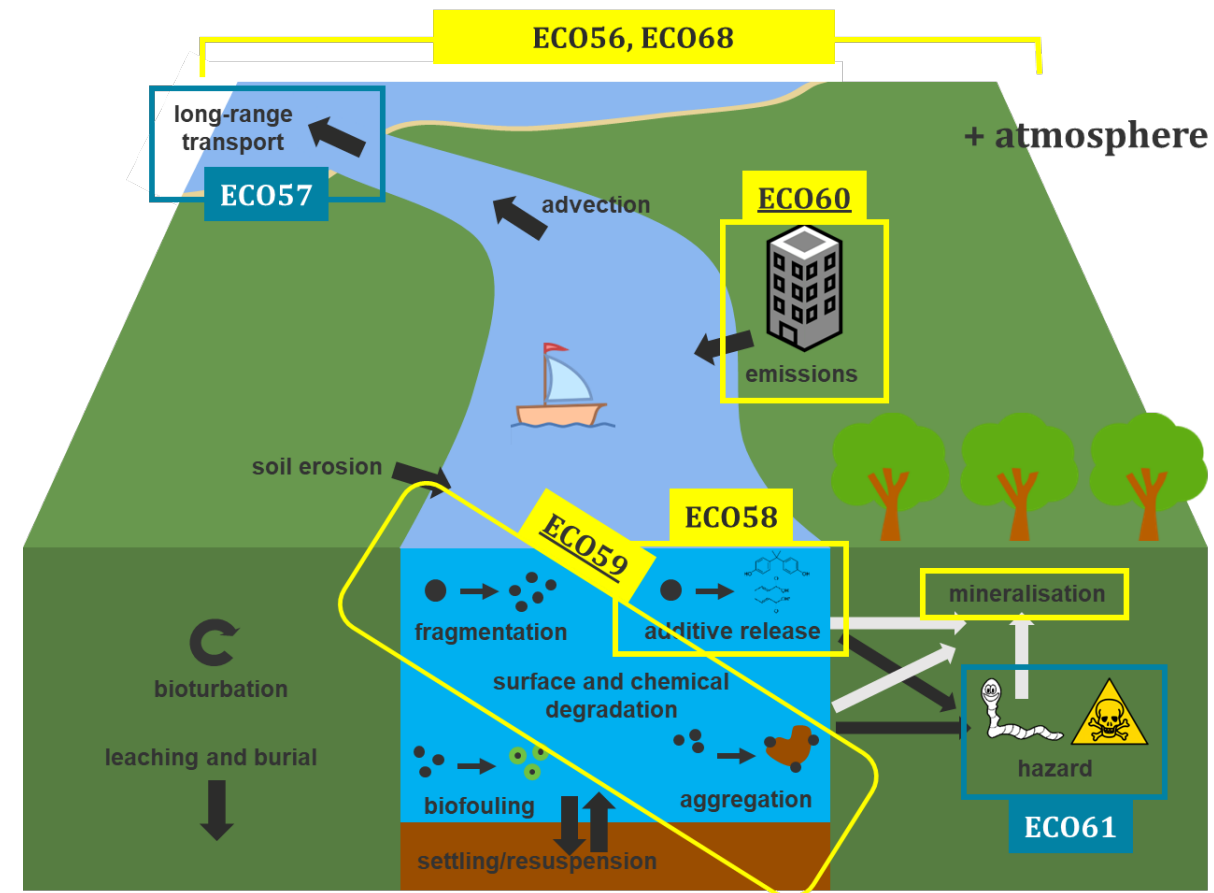 ECO56, ECO68
long-range
transport
ECO57
+ atmosphere
advection
ECO60
emissions
soil erosion
ECO59
ECO58
fragmentation
additive release
mineralisation
bioturbation
surface and chemical
degradation
leaching and burial
biofouling
aggregation
hazard
settling/resuspension
ECO61